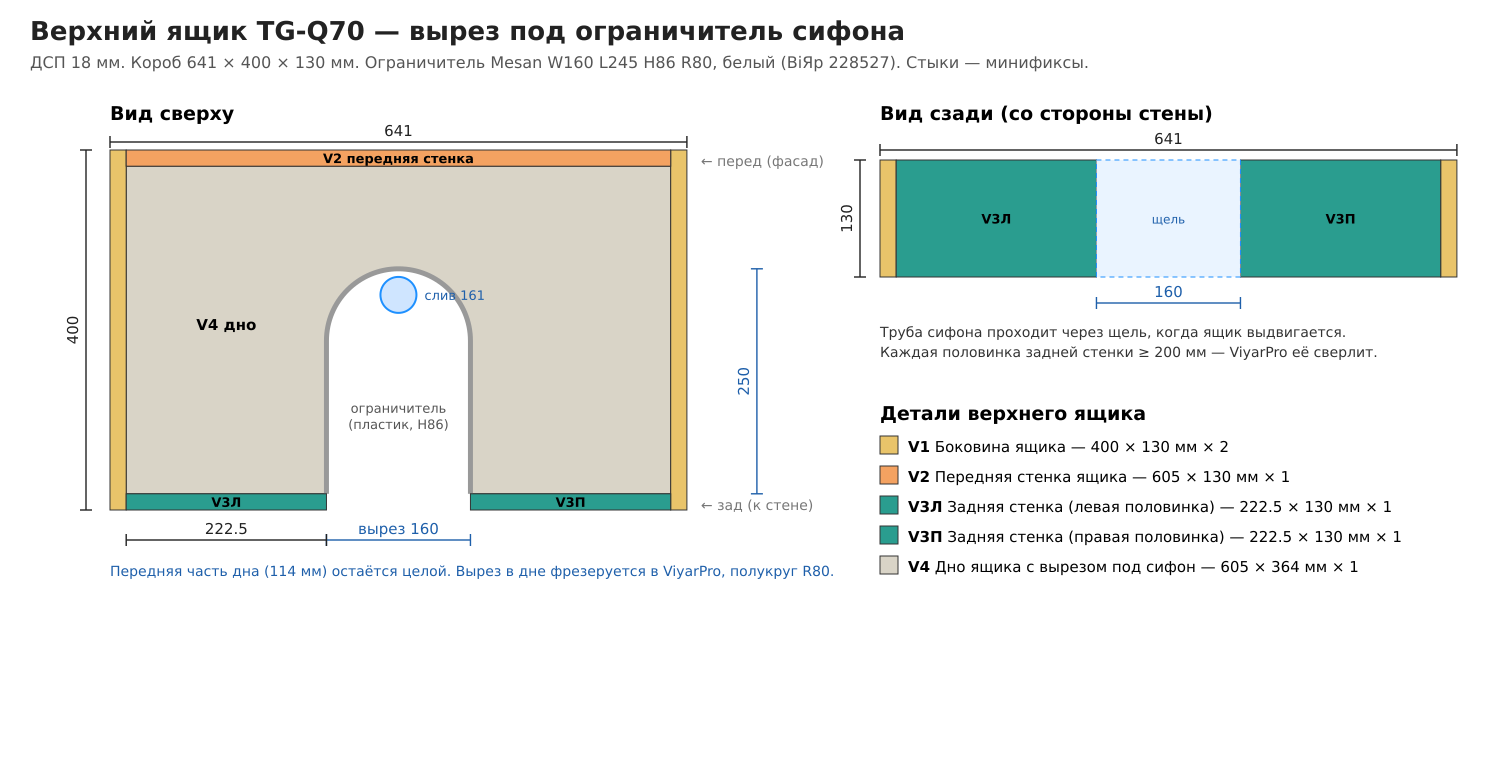 Верхний ящик TG-Q70 — вырез под ограничитель сифона
ДСП 18 мм. Короб 641 × 400 × 130 мм. Ограничитель Mesan W160 L245 H86 R80, белый (ВіЯр 228527). Стыки — минификсы.
Вид сверху
641
V2 передняя стенка
← перед (фасад)
400
слив 161
V4 дно
250
ограничитель
(пластик, H86)
V3Л
V3П
← зад (к стене)
222.5
вырез 160
Передняя часть дна (114 мм) остаётся целой. Вырез в дне фрезеруется в ViyarPro, полукруг R80.
Вид сзади (со стороны стены)
641
130
V3Л
щель
V3П
160
Труба сифона проходит через щель, когда ящик выдвигается.
Каждая половинка задней стенки ≥ 200 мм — ViyarPro её сверлит.
Детали верхнего ящика
V1 Боковина ящика — 400 × 130 мм × 2
V2 Передняя стенка ящика — 605 × 130 мм × 1
V3Л Задняя стенка (левая половинка) — 222.5 × 130 мм × 1
V3П Задняя стенка (правая половинка) — 222.5 × 130 мм × 1
V4 Дно ящика с вырезом под сифон — 605 × 364 мм × 1